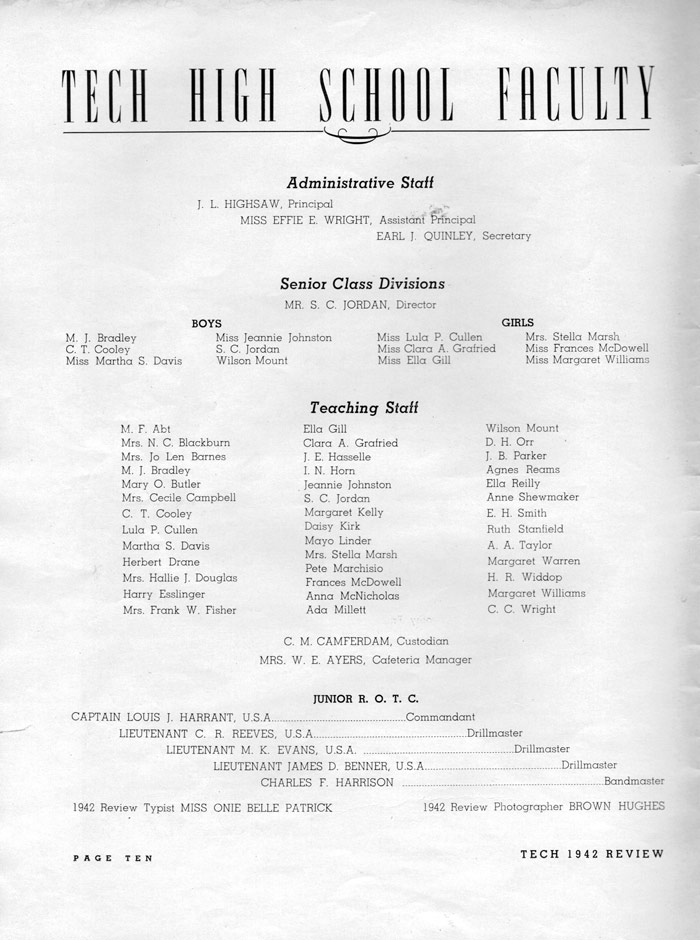 TECH HIGH SCHOOL FACULTY
Administrative Staff
J. L. HIGHSAW, Principal
MISS EFFIE E. WRIGHT, Assistant Principal
EARL J. QUINLEY, Secretary
Senior Class Divisions
MR. S. C. JORDAN, Director
BOYS
M. J. Bradley
C. T. Cooley
Miss Martha S. Davis
Miss Jeannie Johnston
S. C. Jordan
Wilson Mount
GIRLS
Miss Lula P. Cullen
Miss Clara A. Grafried
Miss Ella Gill
Mrs. Stella Marsh
Miss Frances McDowell
Miss Margaret Williams
Teaching Staff
M. F. Abt
Mrs. N. C. Blackburn
Mrs. Jo Len Barnes
M. J. Bradley
Mary O. Butler
Mrs. Cecile Campbell
C. T. Cooley
Lula P. Cullen
Martha S. Davis
Herbert Drane
Mrs. Hallie J. Douglas
Harry Esslinger
Mrs. Frank W. Fisher
Ella Gill
Clara A. Grafried
J. E. Hasselle
I. N. Horn
Jeannie Johnston
S. C. Jordan
Margaret Kelly
Daisy Kirk
Mayo Linder
Mrs. Stella Marsh
Pete Marchisio
Frances McDowell
Anna McNicholas
Ada Millett
Wilson Mount
D. H. Orr
J. B. Parker
Agnes Reams
Ella Reilly
Anne Shewmaker
E. H. Smith
Ruth Stanfield
A. A. Taylor
Margaret Warren
H. R. Widdop
Margaret Williams
C. C. Wright
C. M. CAMFERDAM, Custodian
MRS. W. E. AYERS, Cafeteria Manager
JUNIOR R. O. T. C.
CAPTAIN LOUIS J. HARRANT, U.S.A. Commandant
LIEUTENANT C. R. REEVES, U.S.A. Drillmaster
LIEUTENANT M. K. EVANS, U.S.A. Drillmaster
LIEUTENANT JAMES D. BENNER, U.S.A. Drillmaster
CHARLES F. HARRISON Bandmaster
1942 Review Typist MISS ONIE BELLE PATRICK
1942 Review Photographer BROWN HUGHES
PAGE TEN
TECH 1942 REVIEW